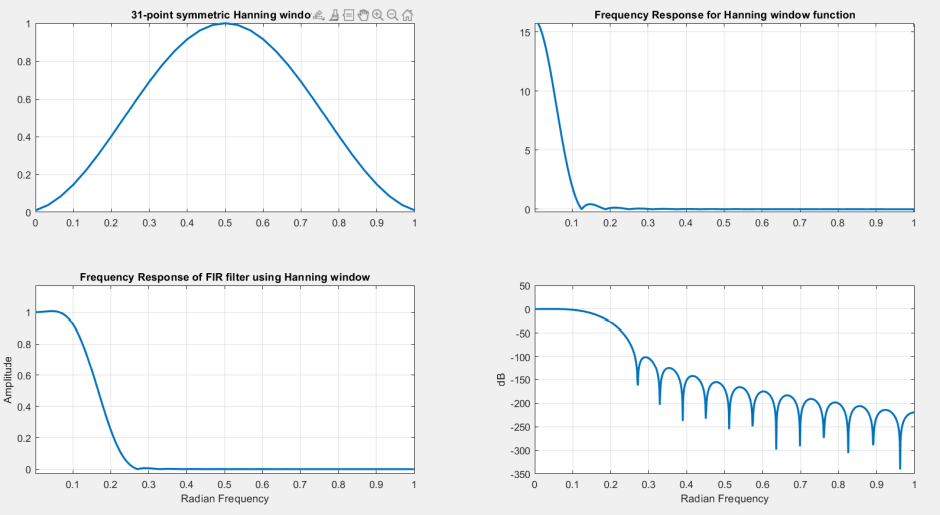 31-point symmetric Hanning windo
1
0.8
0.6
0.4
0.2
0
0 0.1 0.2 0.3 0.4 0.5 0.6 0.7 0.8 0.9 1
Frequency Response for Hanning window function
15
10
5
0
0.1 0.2 0.3 0.4 0.5 0.6 0.7 0.8 0.9 1
Frequency Response of FIR filter using Hanning window
Amplitude
1
0.8
0.6
0.4
0.2
0
0.1 0.2 0.3 0.4 0.5 0.6 0.7 0.8 0.9 1
Radian Frequency
dB
50
0
-50
-100
-150
-200
-250
-300
-350
0 0.1 0.2 0.3 0.4 0.5 0.6 0.7 0.8 0.9 1
Radian Frequency